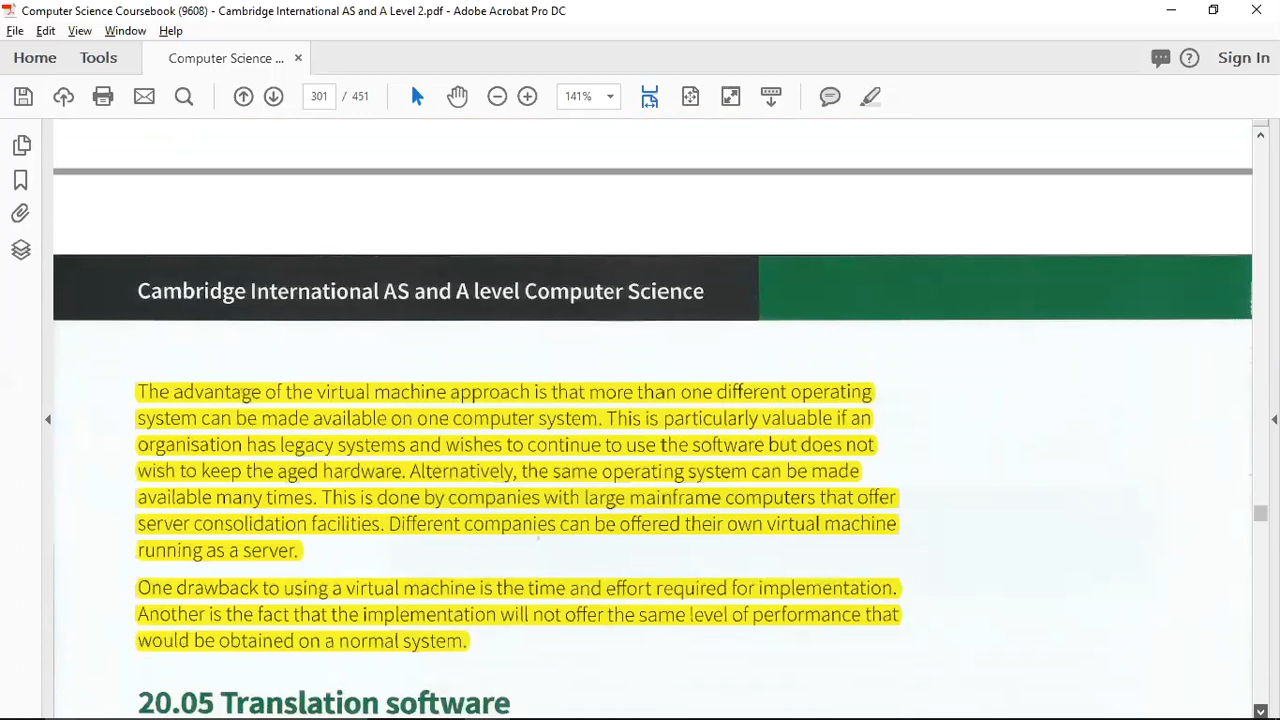 Computer Science Coursebook (9608) - Cambridge International AS and A Level 2.pdf - Adobe Acrobat Pro DC
File Edit View Window Help
Home Tools Computer Science ... × Sign In
301 / 451 141%
Cambridge International AS and A level Computer Science
The advantage of the virtual machine approach is that more than one different operating
system can be made available on one computer system. This is particularly valuable if an
organisation has legacy systems and wishes to continue to use the software but does not
wish to keep the aged hardware. Alternatively, the same operating system can be made
available many times. This is done by companies with large mainframe computers that offer
server consolidation facilities. Different companies can be offered their own virtual machine
running as a server.
One drawback to using a virtual machine is the time and effort required for implementation.
Another is the fact that the implementation will not offer the same level of performance that
would be obtained on a normal system.
20.05 Translation software